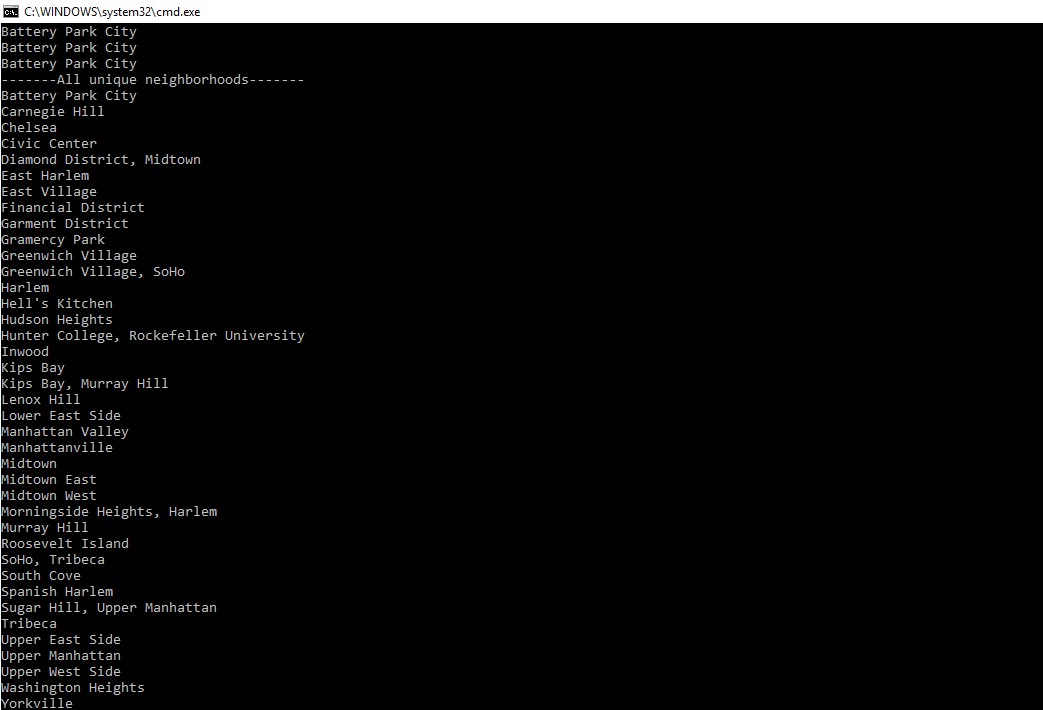 C:\WINDOWS\system32\cmd.exe
Battery Park City
Battery Park City
Battery Park City
-------All unique neighborhoods-------
Battery Park City
Carnegie Hill
Chelsea
Civic Center
Diamond District, Midtown
East Harlem
East Village
Financial District
Garment District
Gramercy Park
Greenwich Village
Greenwich Village, SoHo
Harlem
Hell's Kitchen
Hudson Heights
Hunter College, Rockefeller University
Inwood
Kips Bay
Kips Bay, Murray Hill
Lenox Hill
Lower East Side
Manhattan Valley
Manhattanville
Midtown
Midtown East
Midtown West
Morningside Heights, Harlem
Murray Hill
Roosevelt Island
SoHo, Tribeca
South Cove
Spanish Harlem
Sugar Hill, Upper Manhattan
Tribeca
Upper East Side
Upper Manhattan
Upper West Side
Washington Heights
Yorkville